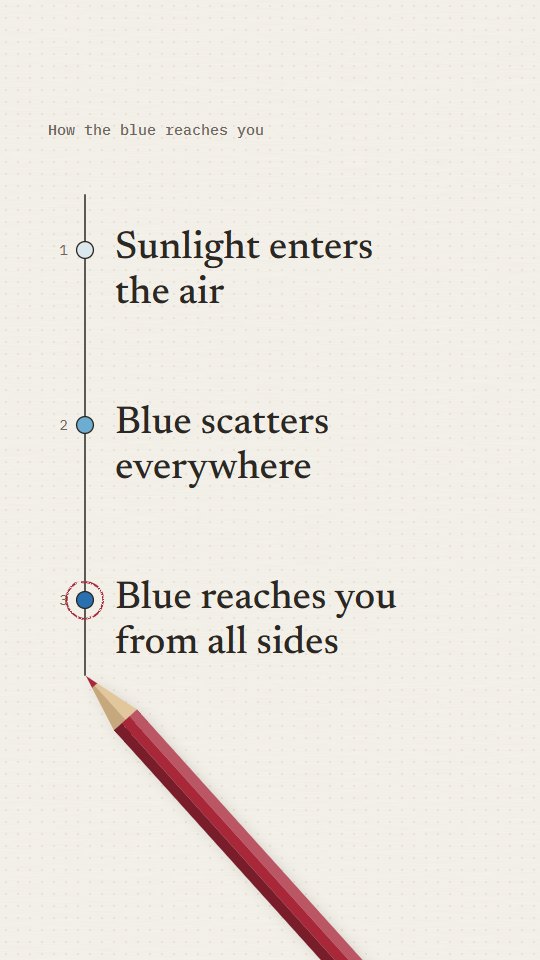 How the blue reaches you
1
Sunlight enters
the air
2
Blue scatters
everywhere
3
Blue reaches you
from all sides